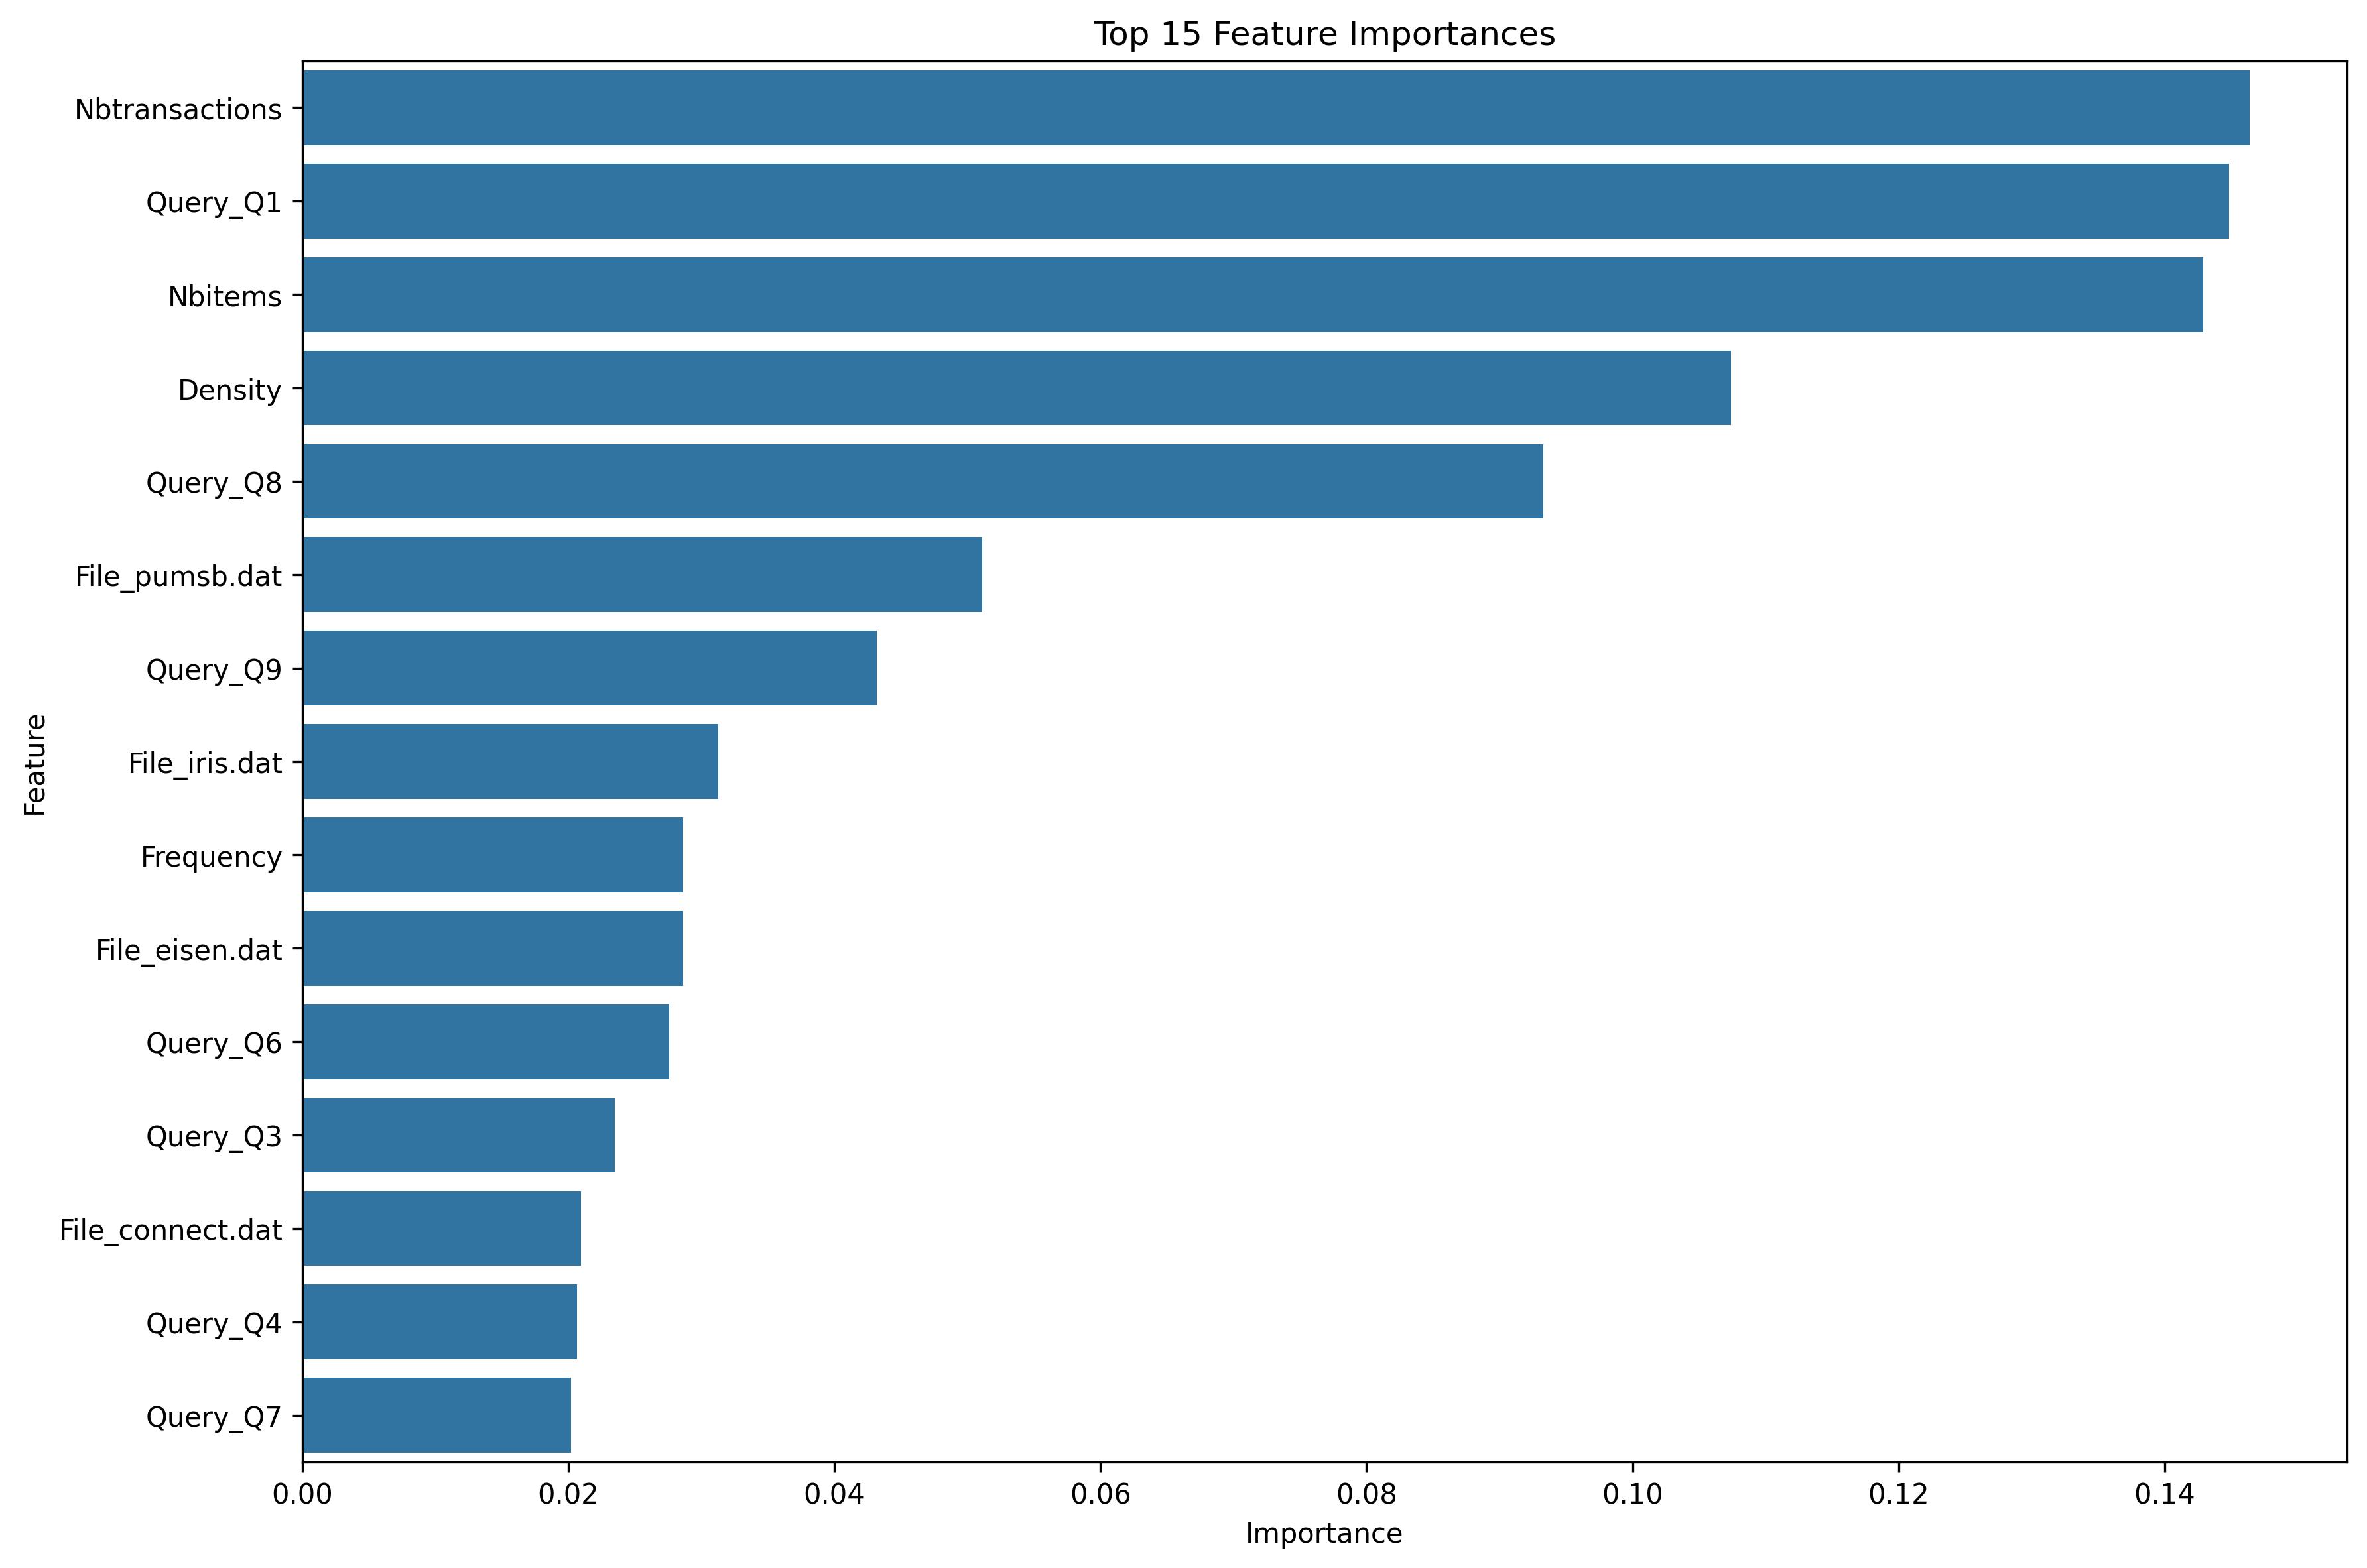 Top 15 Feature Importances
Nbtransactions
Query_Q1
Nbitems
Density
Query_Q8
File_pumsb.dat
Query_Q9
File_iris.dat
Frequency
File_eisen.dat
Query_Q6
Query_Q3
File_connect.dat
Query_Q4
Query_Q7
Feature
0.00 0.02 0.04 0.06 0.08 0.10 0.12 0.14
Importance